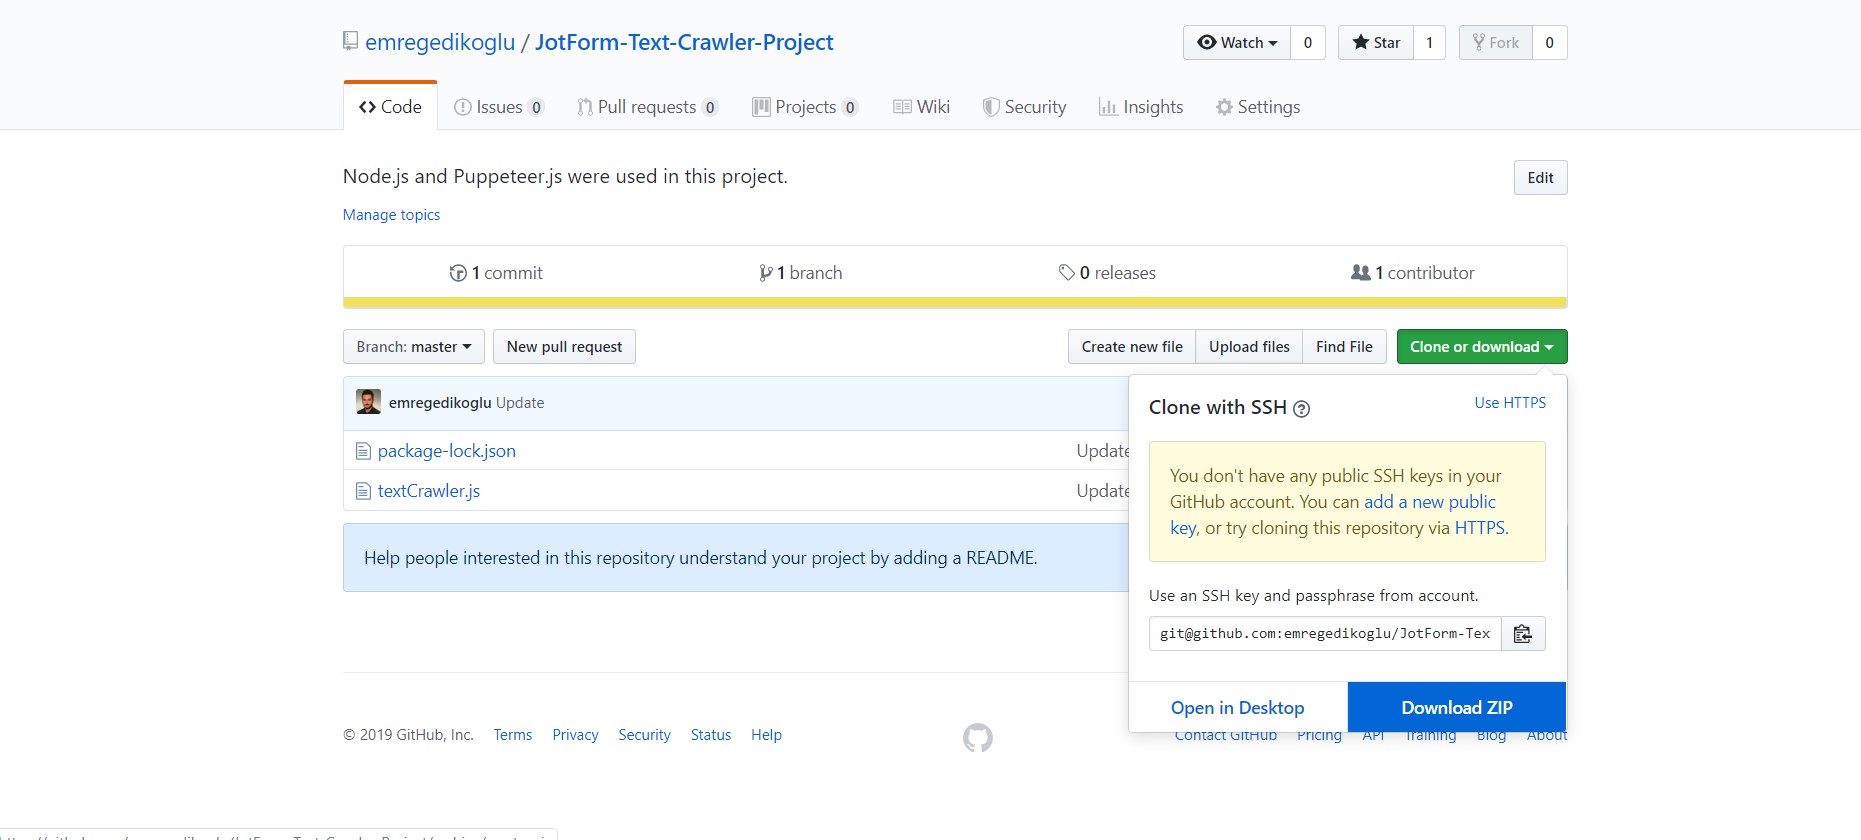 emregedikoglu / JotForm-Text-Crawler-Project
Watch 0 Star 1 Fork 0
Code Issues 0 Pull requests 0 Projects 0 Wiki Security Insights Settings
Node.js and Puppeteer.js were used in this project.
Edit
Manage topics
1 commit 1 branch 0 releases 1 contributor
Branch: master New pull request Create new file Upload files Find File Clone or download
emregedikoglu Update
Clone with SSH ? Use HTTPS
package-lock.json Update
textCrawler.js Update
You don't have any public SSH keys in your
GitHub account. You can add a new public
key, or try cloning this repository via HTTPS.
Help people interested in this repository understand your project by adding a README.
Use an SSH key and passphrase from account.
git@github.com:emregedikoglu/JotForm-Tex
Open in Desktop Download ZIP
© 2019 GitHub, Inc. Terms Privacy Security Status Help
Contact GitHub Pricing API Training Blog About